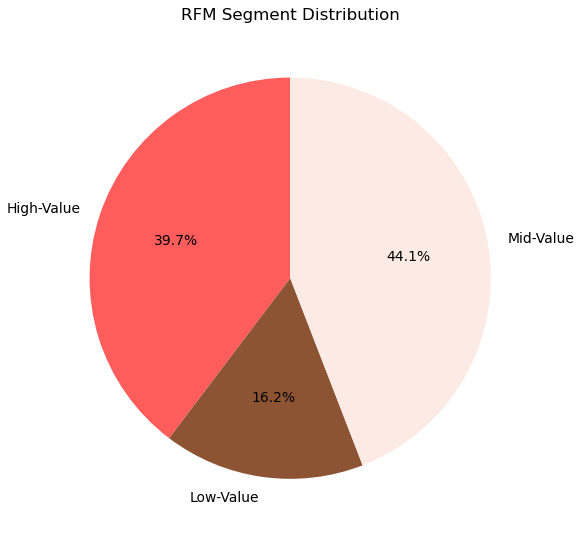 RFM Segment Distribution
High-Value
39.7%
Mid-Value
44.1%
16.2%
Low-Value